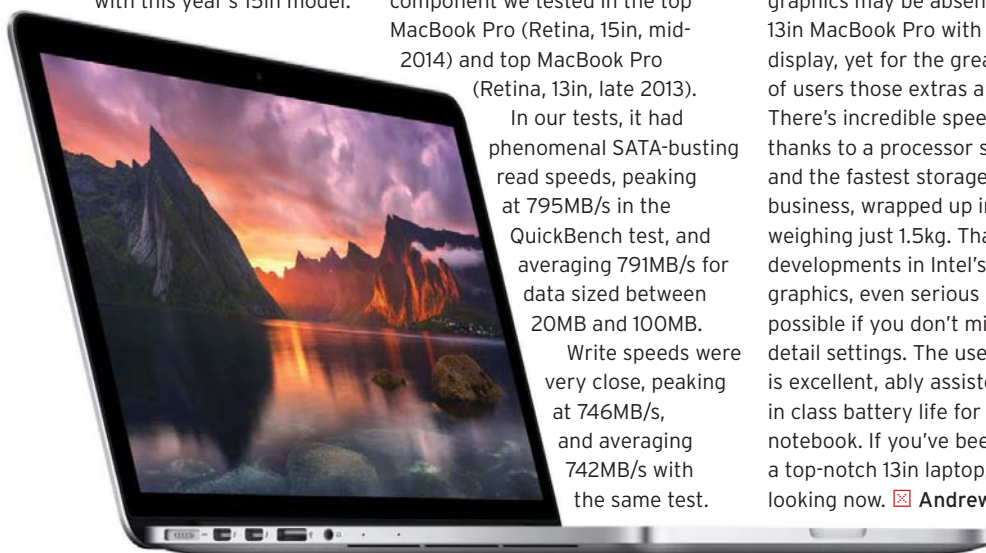 with this year's 15in model.
component we tested in the top
MacBook Pro (Retina, 15in, mid-
2014) and top MacBook Pro
(Retina, 13in, late 2013).
In our tests, it had
phenomenal SATA-busting
read speeds, peaking
at 795MB/s in the
QuickBench test, and
averaging 791MB/s for
data sized between
20MB and 100MB.
Write speeds were
very close, peaking
at 746MB/s,
and averaging
742MB/s with
the same test.
graphics may be absen
13in MacBook Pro with
display, yet for the grea
of users those extras a
There's incredible spee
thanks to a processor s
and the fastest storage
business, wrapped up i
weighing just 1.5kg. Tha
developments in Intel's
graphics, even serious
possible if you don't mi
detail settings. The use
is excellent, ably assiste
in class battery life for
notebook. If you've bee
a top-notch 13in laptop,
looking now. Andrew